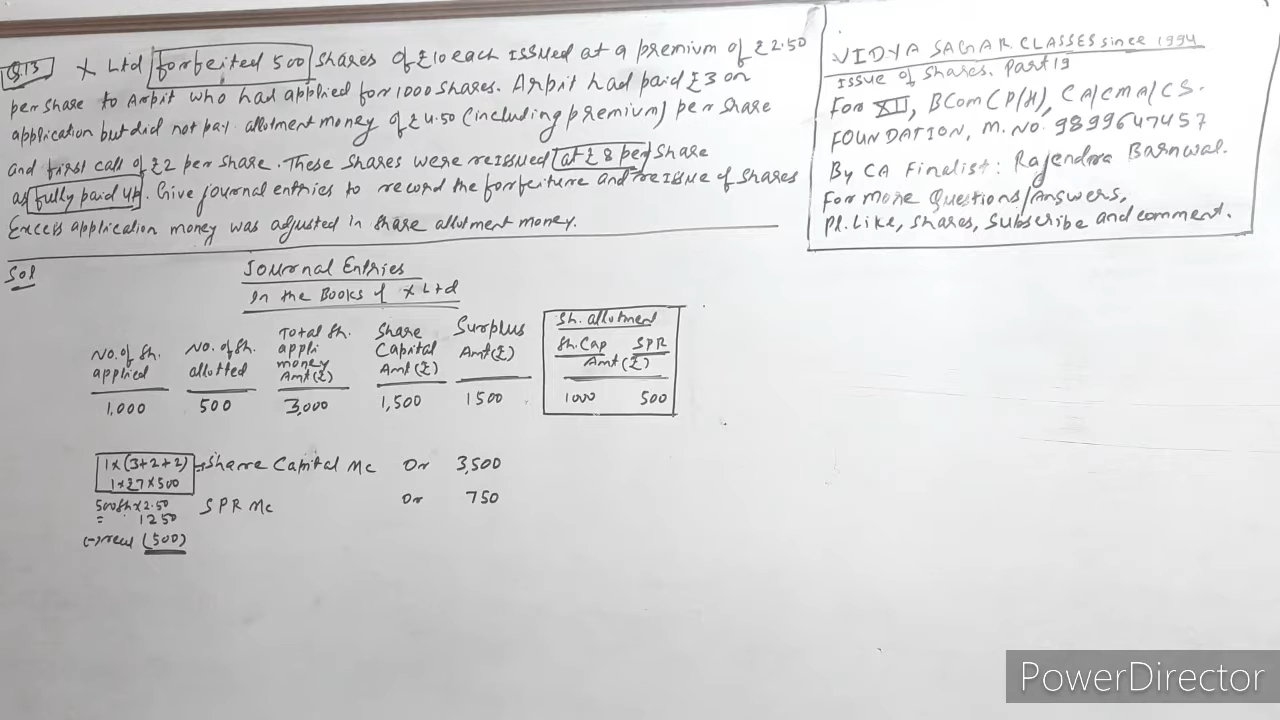 Q.13 X Ltd forfeited 500 Shares of ₹10 each Issued at a premium of ₹2.50
per share to Arpit who had applied for 1000 shares. Arpit had paid ₹3 on
application but did not pay allotment money of ₹4.50 (including premium) per share
and first call of ₹2 per share. These shares were reissued at ₹8 per share
as fully paid up. Give journal entries to record the forfeiture and reissue of shares
Excess application money was adjusted in share allotment money.
VIDYA SAGAR CLASSES since 1994
Issue of Shares. Part 19
For XII, BCom (P/H), CA/CMA/CS.
FOUNDATION, M.NO. 9899647457
By CA Finalist: Rajendra Barnwal.
For more Questions/Answers,
Pl. Like, shares, Subscribe and comment.
Sol
Journal Entries
In the Books of X Ltd
No. of Sh. applied
No. of Sh. allotted
Total Sh. appli money Amt(₹)
Share Capital Amt(₹)
Surplus Amt(₹)
Sh. allotment
Sh. Cap SPR
Amt(₹)
1,000 500 3,000 1,500 1500 1000 500
1×(3+2+2) Share Capital A/c Dr 3,500
1×₹7×500
500Sh×2.50 SPR A/c Dr 750
= 1250
(-) (500)
PowerDirector